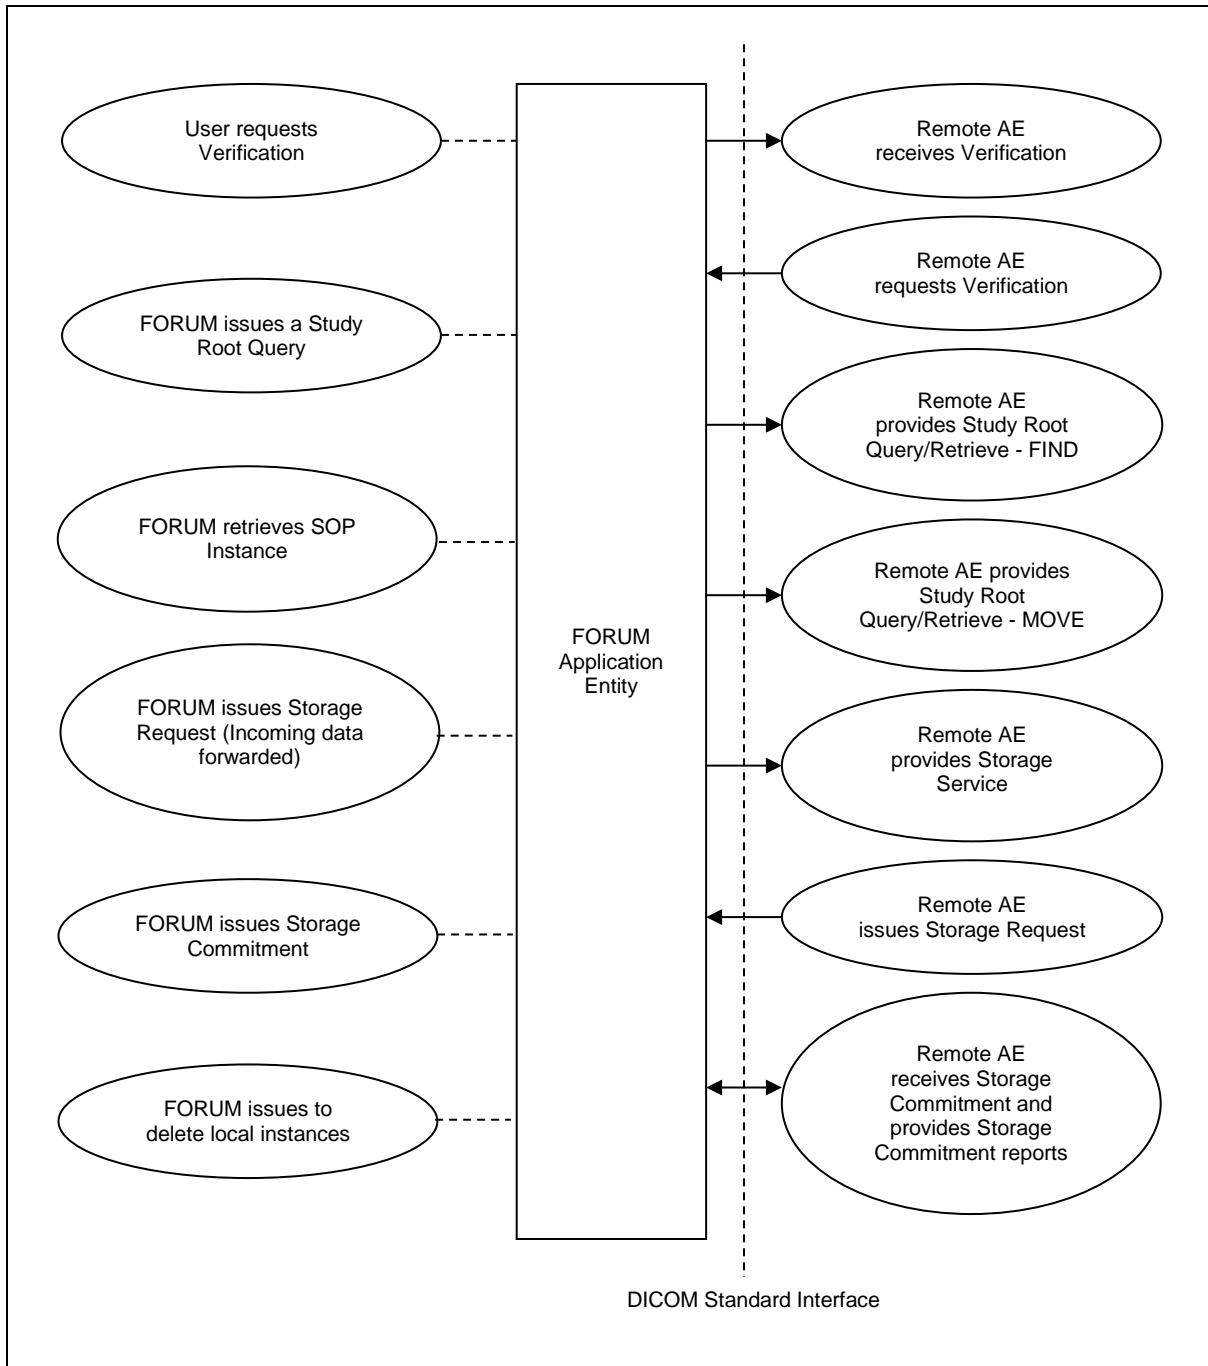 User requests
Verification
FORUM issues a Study
Root Query
FORUM retrieves SOP
Instance
FORUM issues Storage
Request (Incoming data
forwarded)
FORUM issues Storage
Commitment
FORUM issues to
delete local instances
FORUM
Application
Entity
Remote AE
receives Verification
Remote AE
requests Verification
Remote AE
provides Study Root
Query/Retrieve - FIND
Remote AE provides
Study Root
Query/Retrieve - MOVE
Remote AE
provides Storage
Service
Remote AE
issues Storage Request
Remote AE
receives Storage
Commitment and
provides Storage
Commitment reports
DICOM Standard Interface